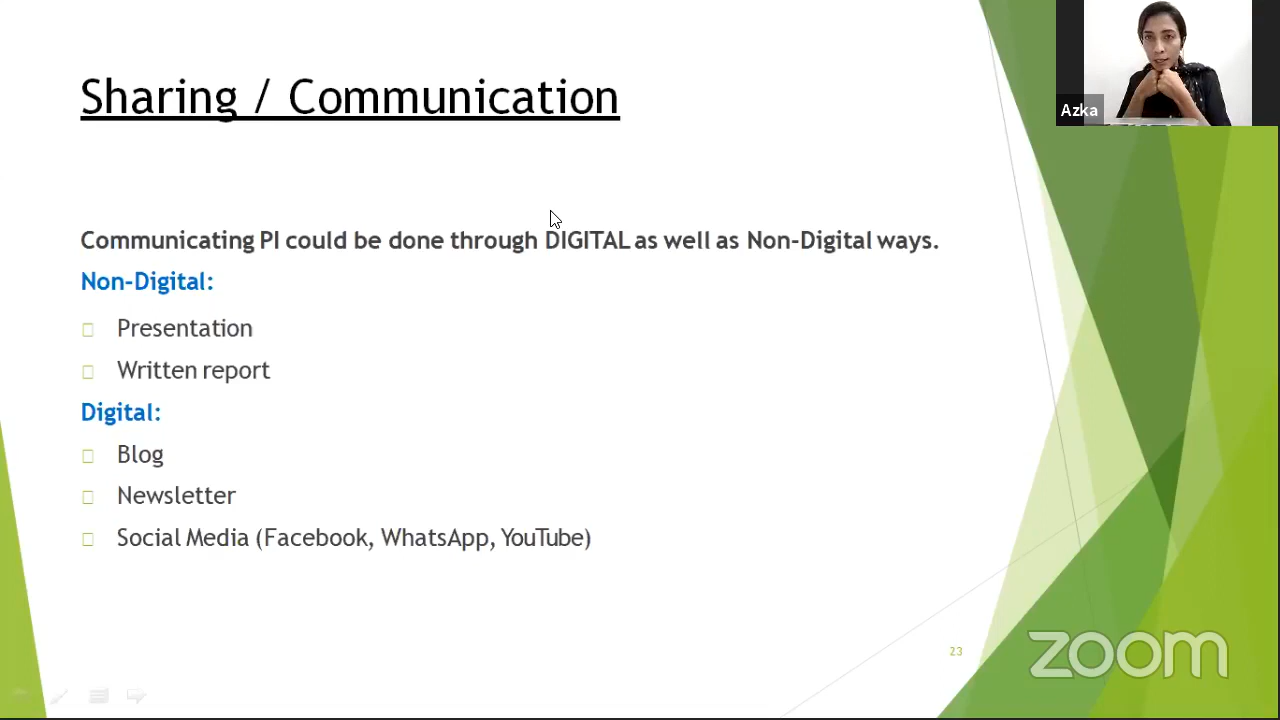 Sharing / Communication
Azka
Communicating PI could be done through DIGITAL as well as Non-Digital ways.
Non-Digital:
Presentation
Written report
Digital:
Blog
Newsletter
Social Media (Facebook, WhatsApp, YouTube)
23
zoom